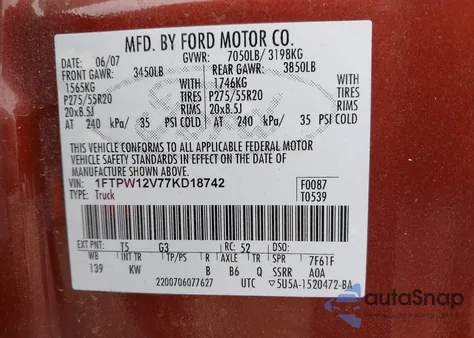 MFD. BY FORD MOTOR CO.
DATE: 06/07 GVWR: 7050LB/ 3198KG
FRONT GAWR: 3450LB REAR GAWR: 3850LB
1565KG WITH 1746KG WITH
P275/55R20 TIRES P275/55R20 TIRES
20x8.5J RIMS 20x8.5J RIMS
AT 240 kPa/ 35 PSI COLD AT 240 kPa/ 35 PSI COLD
THIS VEHICLE CONFORMS TO ALL APPLICABLE FEDERAL MOTOR
VEHICLE SAFETY STANDARDS IN EFFECT ON THE DATE OF
MANUFACTURE SHOWN ABOVE.
VIN: 1FTPW12V77KD18742 F0087
TYPE: Truck T0539
EXT PNT: T5 G3 RC: 52 DSO:
WB INT TR TP/PS R AXLE TR SPR 7F61F
139 KW B B6 Q SSRR A0A
2200706077627 UTC ▽5U5A-1520472-BA
Ford
autoSnap